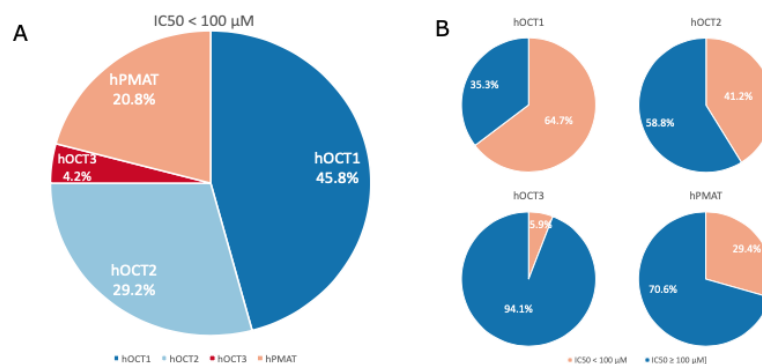 A
IC50 < 100 µM
hPMAT
20.8%
hOCT3
4.2%
hOCT1
45.8%
hOCT2
29.2%
hOCT1 hOCT2 hOCT3 hPMAT
B
hOCT1
35.3%
64.7%
hOCT2
41.2%
58.8%
hOCT3
5.9%
94.1%
hPMAT
29.4%
70.6%
IC50 < 100 µM IC50 ≥ 100 µM]